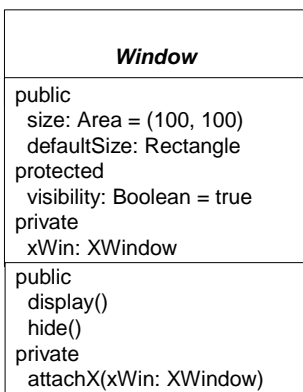 Window
public
size: Area = (100, 100)
defaultSize: Rectangle
protected
visibility: Boolean = true
private
xWin: XWindow
public
display()
hide()
private
attachX(xWin: XWindow)